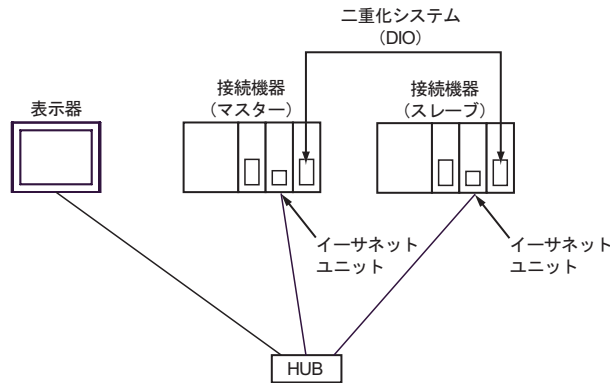 二重化システム
（DIO）
接続機器
（マスター）
接続機器
（スレーブ）
表示器
イーサネット
ユニット
イーサネット
ユニット
HUB